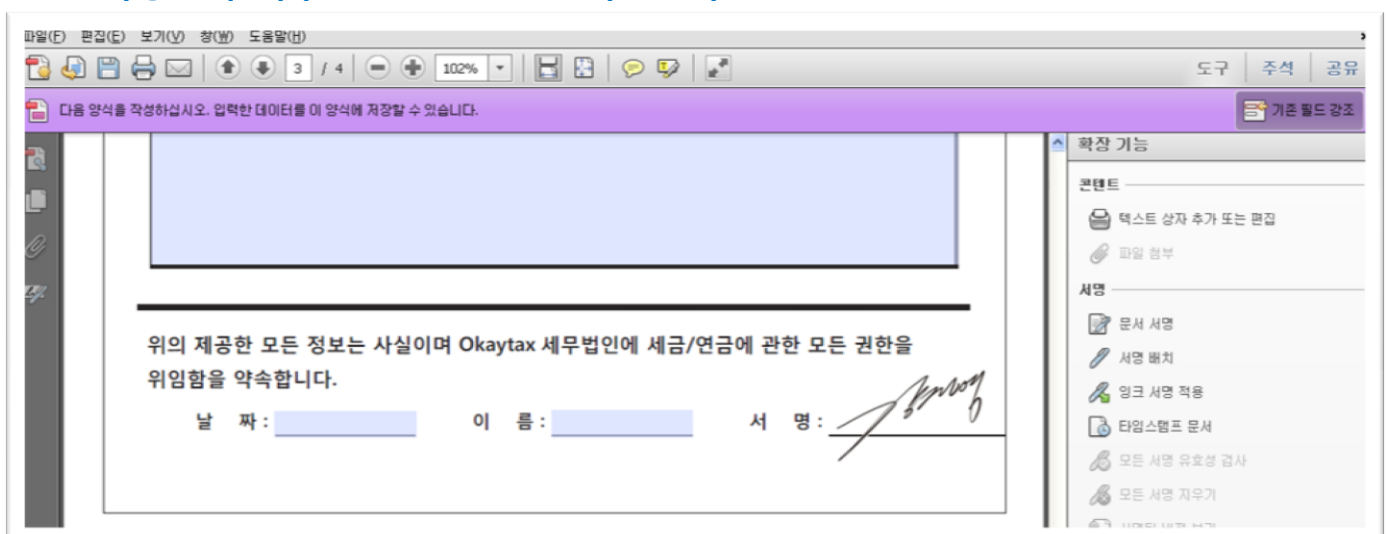 파일(F) 편집(E) 보기(V) 창(W) 도움말(H)
3 / 4 102% 도구 주석 공유
다음 양식을 작성하십시오. 입력한 데이터를 이 양식에 저장할 수 있습니다. 기존 필드 강조
확장 기능
콘텐트
텍스트 상자 추가 또는 편집
파일 첨부
서명
문서 서명
서명 배치
잉크 서명 적용
타임스탬프 문서
모든 서명 유효성 검사
모든 서명 지우기
위의 제공한 모든 정보는 사실이며 Okaytax 세무법인에 세금/연금에 관한 모든 권한을
위임함을 약속합니다.
날 짜 : 이 름 : 서 명 :